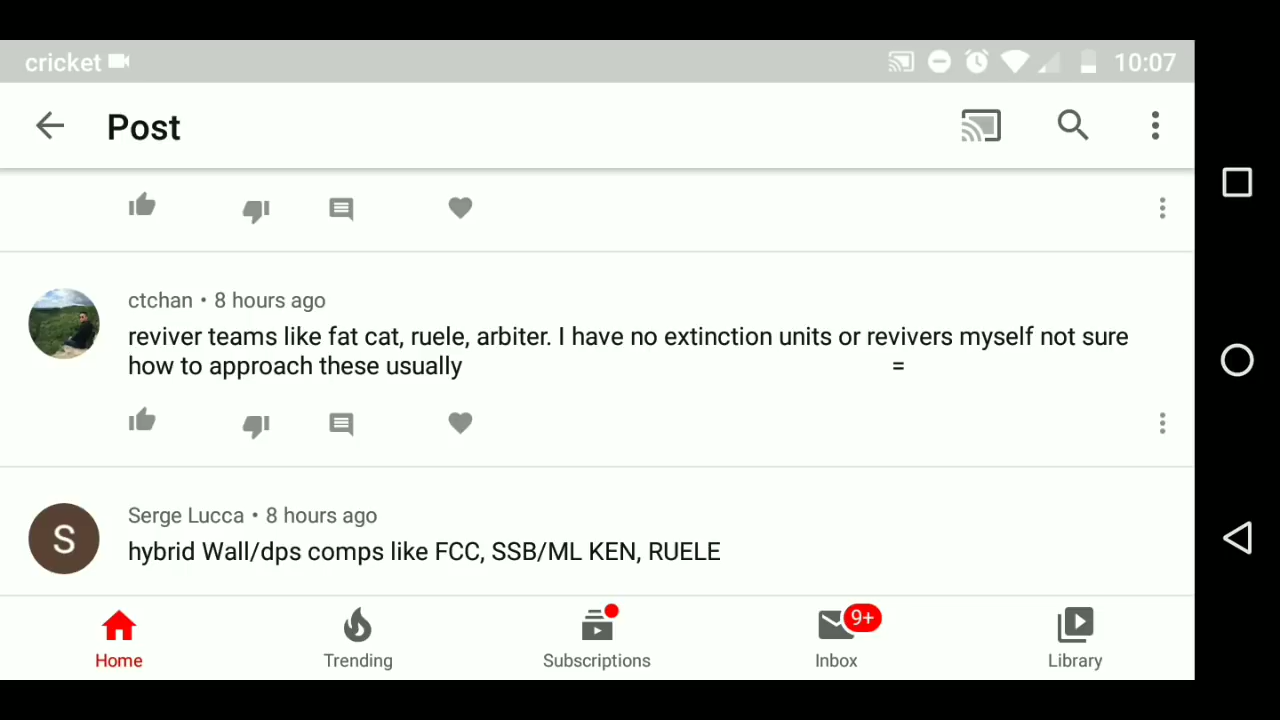 cricket 10:07
Post
ctchan • 8 hours ago
reviver teams like fat cat, ruele, arbiter. I have no extinction units or revivers myself not sure
how to approach these usually =
S
Serge Lucca • 8 hours ago
hybrid Wall/dps comps like FCC, SSB/ML KEN, RUELE
9+
Home Trending Subscriptions Inbox Library